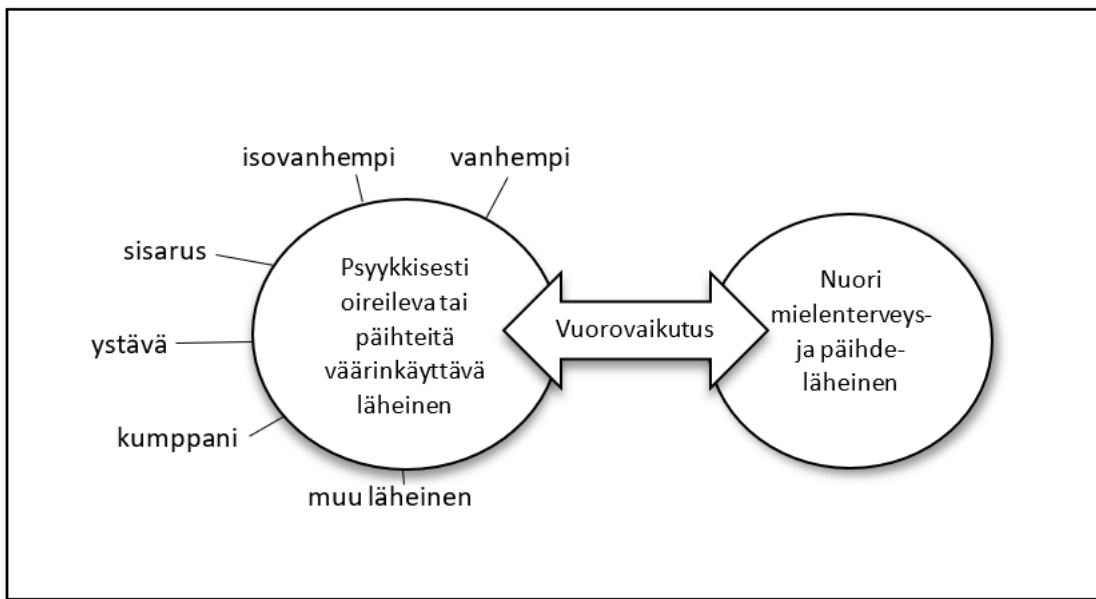 isovanhempi
vanhempi
sisarus
ystävä
kumppani
muu läheinen
Psyykkisesti
oireileva tai
päihteitä
väärinkäyttävä
läheinen
Vuorovaikutus
Nuori
mielenterveys-
ja päihde-
läheinen